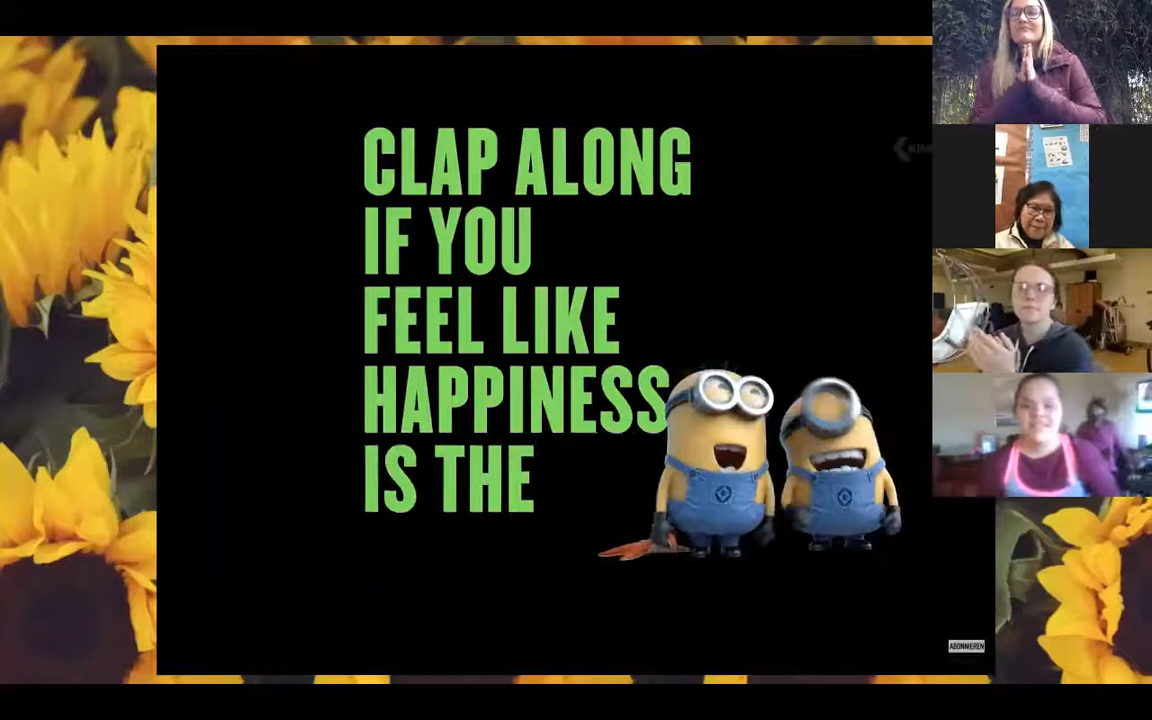 CLAP ALONG
IF YOU
FEEL LIKE
HAPPINESS
IS THE
ABONNIEREN